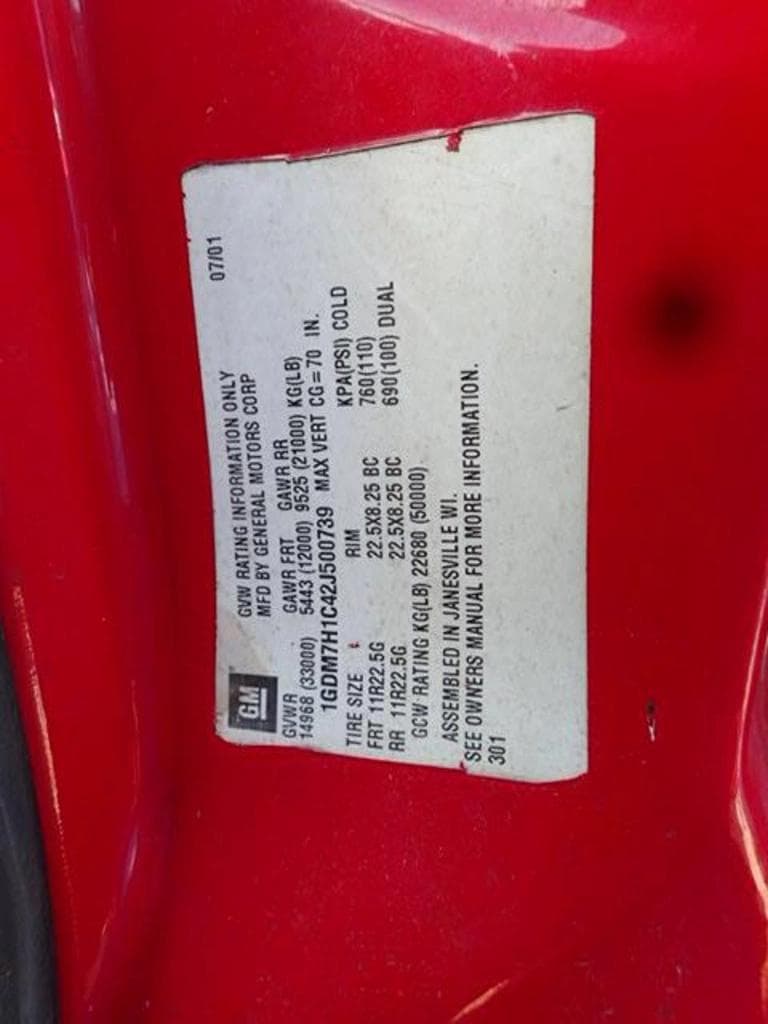 07/01
GM
GVW RATING INFORMATION ONLY
MFD BY GENERAL MOTORS CORP
GVWR GAWR FRT GAWR RR
14968 (33000) 5443 (12000) 9525 (21000) KG(LB)
1GDM7H1C42J500739 MAX VERT CG=70 IN.
TIRE SIZE RIM KPA(PSI) COLD
FRT 11R22.5G 22.5X8.25 BC 760(110)
RR 11R22.5G 22.5X8.25 BC 690(100) DUAL
GCW RATING KG(LB) 22680 (50000)
ASSEMBLED IN JANESVILLE WI.
SEE OWNERS MANUAL FOR MORE INFORMATION.
301